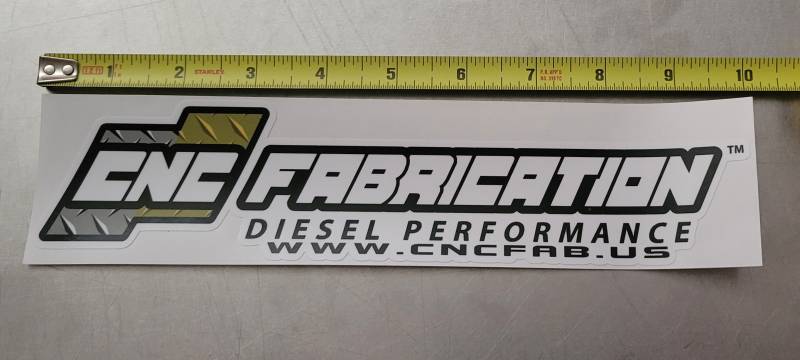 1 2 STANLEY 3 4 5 6 7 8 9 10
CNC FABRICATION ™
DIESEL PERFORMANCE
WWW.CNCFAB.US